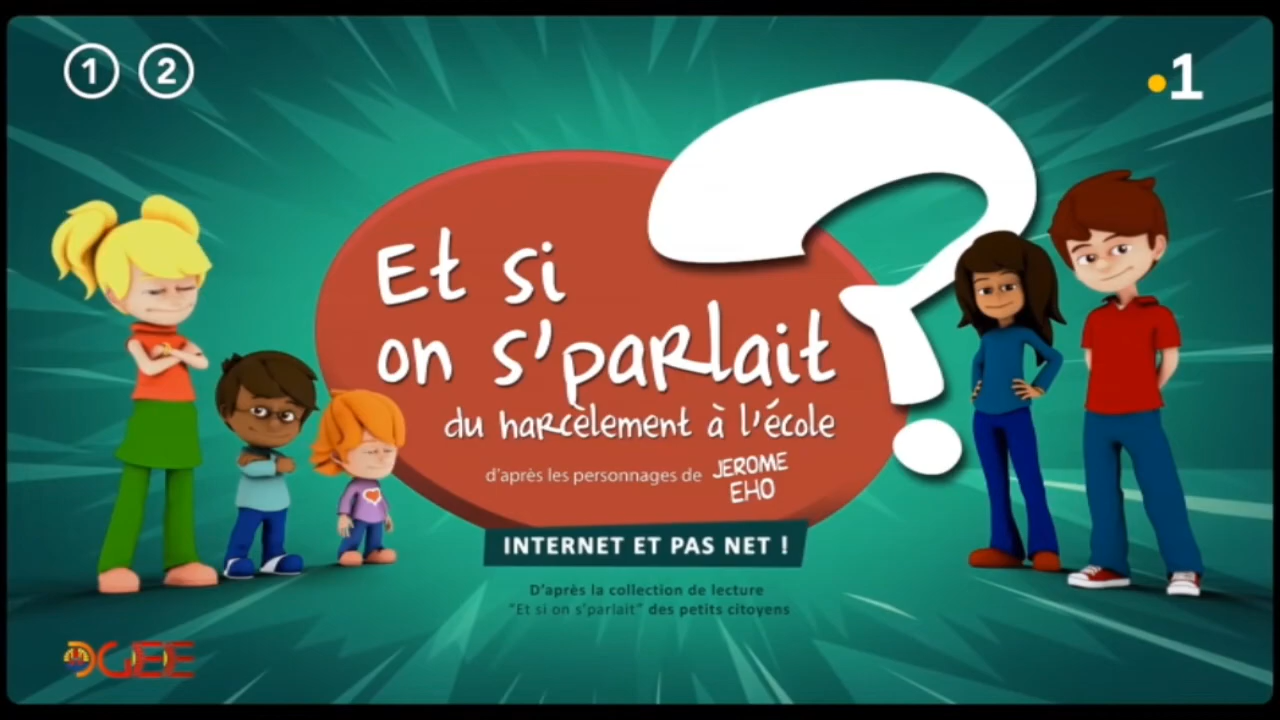 1 2
1
Et si
on s'parlait
du harcèlement à l'école
d'après les personnages de JEROME
EHO
INTERNET ET PAS NET !
D'après la collection de lecture
"Et si on s'parlait" des petits citoyens
DGEE